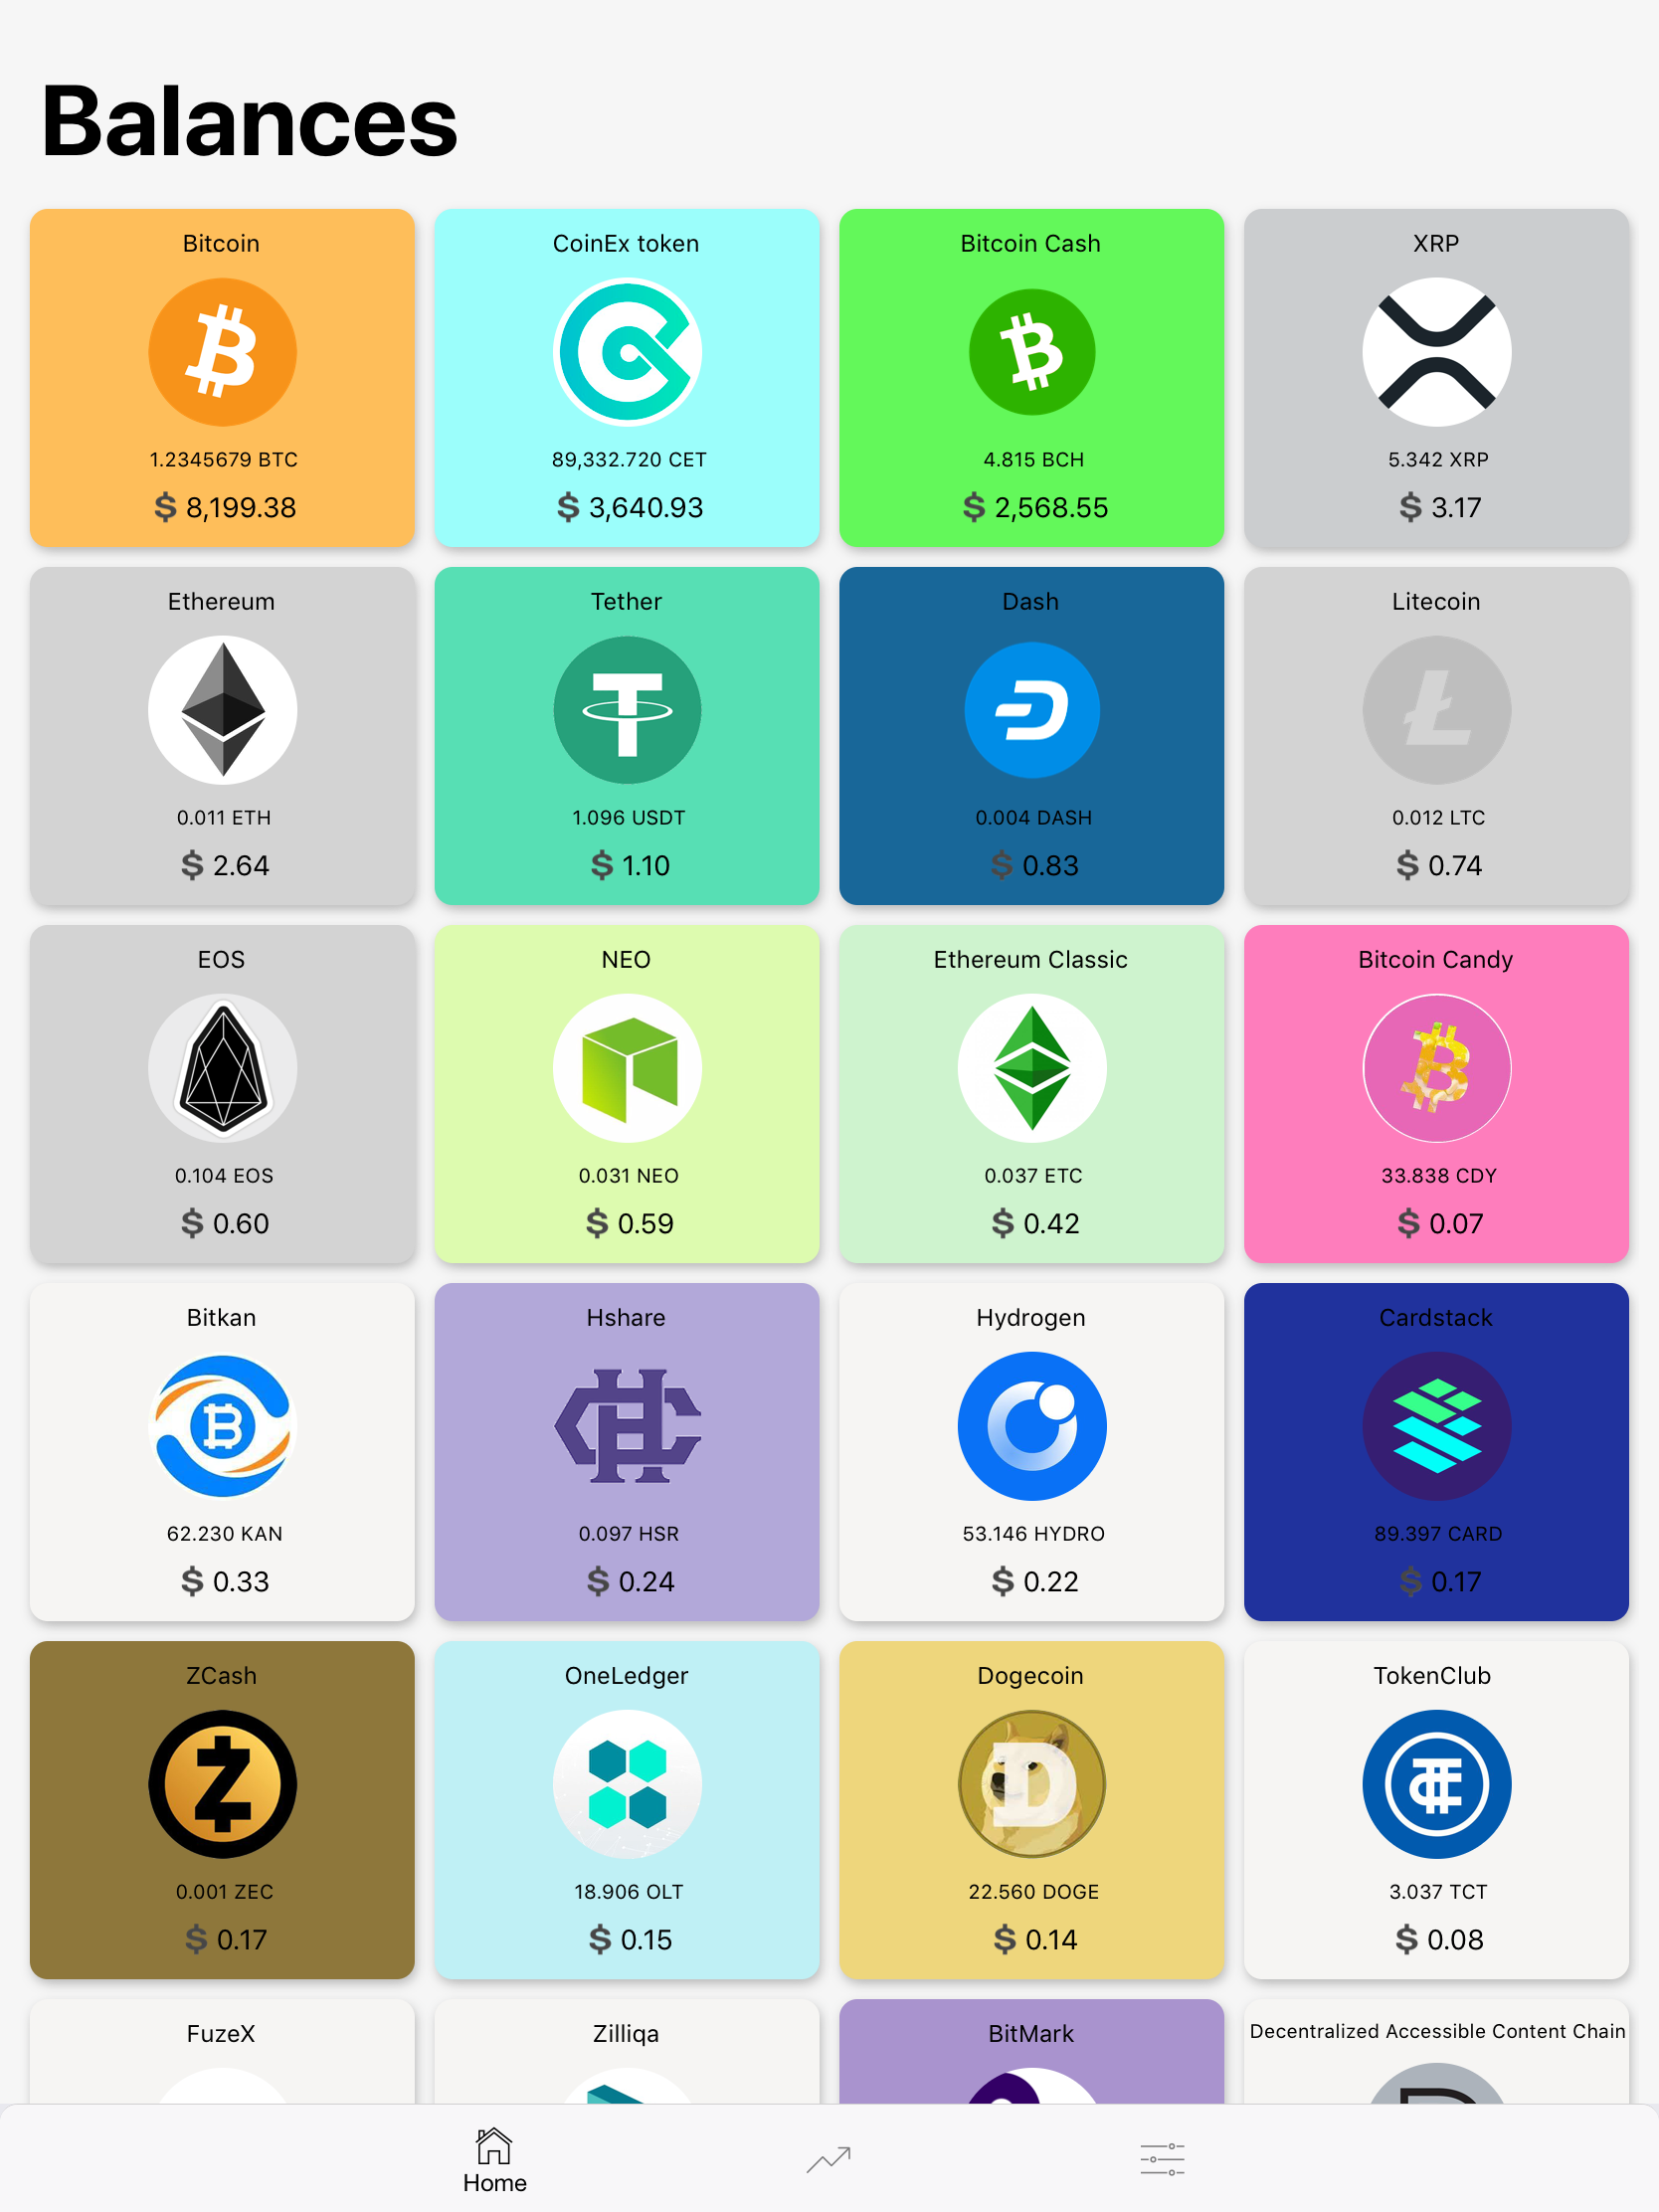 Balances
Bitcoin
1.2345679 BTC
$ 8,199.38
CoinEx token
89,332.720 CET
$ 3,640.93
Bitcoin Cash
4.815 BCH
$ 2,568.55
XRP
5.342 XRP
$ 3.17
Ethereum
0.011 ETH
$ 2.64
Tether
1.096 USDT
$ 1.10
Dash
0.004 DASH
$ 0.83
Litecoin
0.012 LTC
$ 0.74
EOS
0.104 EOS
$ 0.60
NEO
0.031 NEO
$ 0.59
Ethereum Classic
0.037 ETC
$ 0.42
Bitcoin Candy
33.838 CDY
$ 0.07
Bitkan
62.230 KAN
$ 0.33
Hshare
0.097 HSR
$ 0.24
Hydrogen
53.146 HYDRO
$ 0.22
Cardstack
89.397 CARD
$ 0.17
ZCash
0.001 ZEC
$ 0.17
OneLedger
18.906 OLT
$ 0.15
Dogecoin
22.560 DOGE
$ 0.14
TokenClub
3.037 TCT
$ 0.08
FuzeX
Zilliqa
BitMark
Decentralized Accessible Content Chain
Home